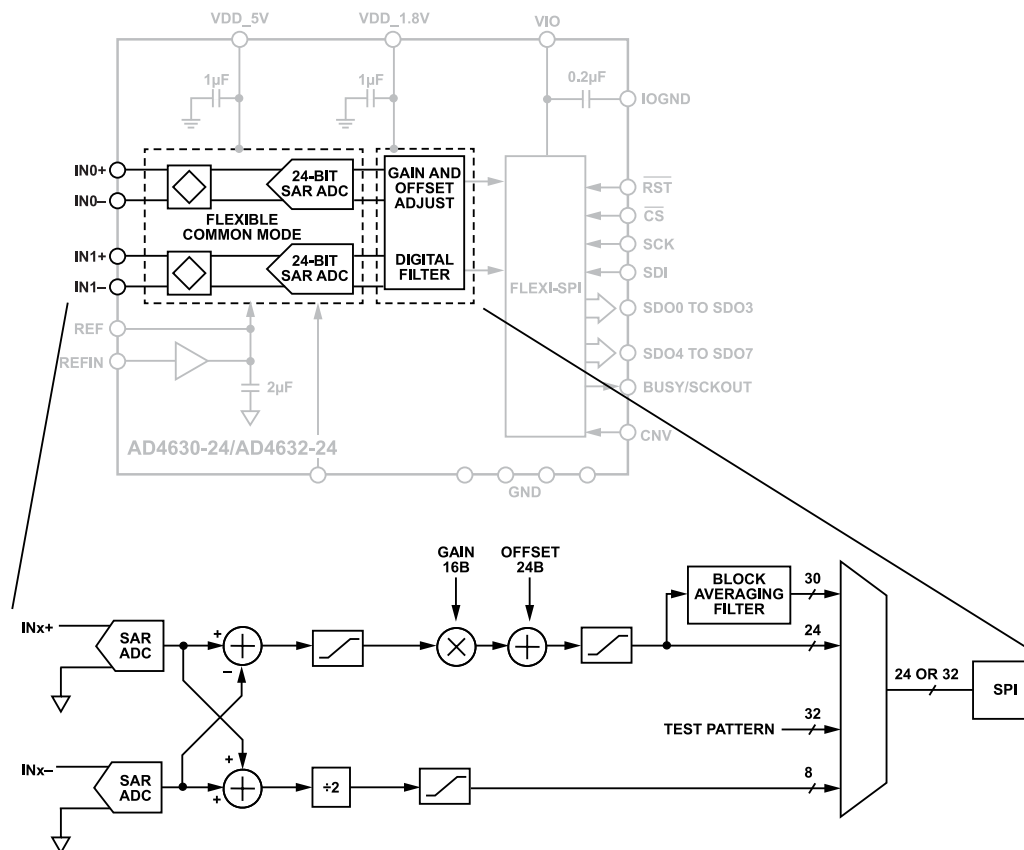 VDD_5V
VDD_1.8V
VIO
1µF
1µF
0.2µF
IOGND
IN0+
IN0–
24-BIT
SAR ADC
GAIN AND
OFFSET
ADJUST
FLEXIBLE
COMMON MODE
IN1+
IN1–
24-BIT
SAR ADC
DIGITAL
FILTER
FLEXI-SPI
RST
CS
SCK
SDI
SDO0 TO SDO3
SDO4 TO SDO7
BUSY/SCKOUT
CNV
REF
REFIN
2µF
AD4630-24/AD4632-24
GND
GAIN
16B
OFFSET
24B
BLOCK
AVERAGING
FILTER
30
INx+
SAR
ADC
+
–
24
24 OR 32
SPI
TEST PATTERN
32
INx–
SAR
ADC
+
+
÷2
8